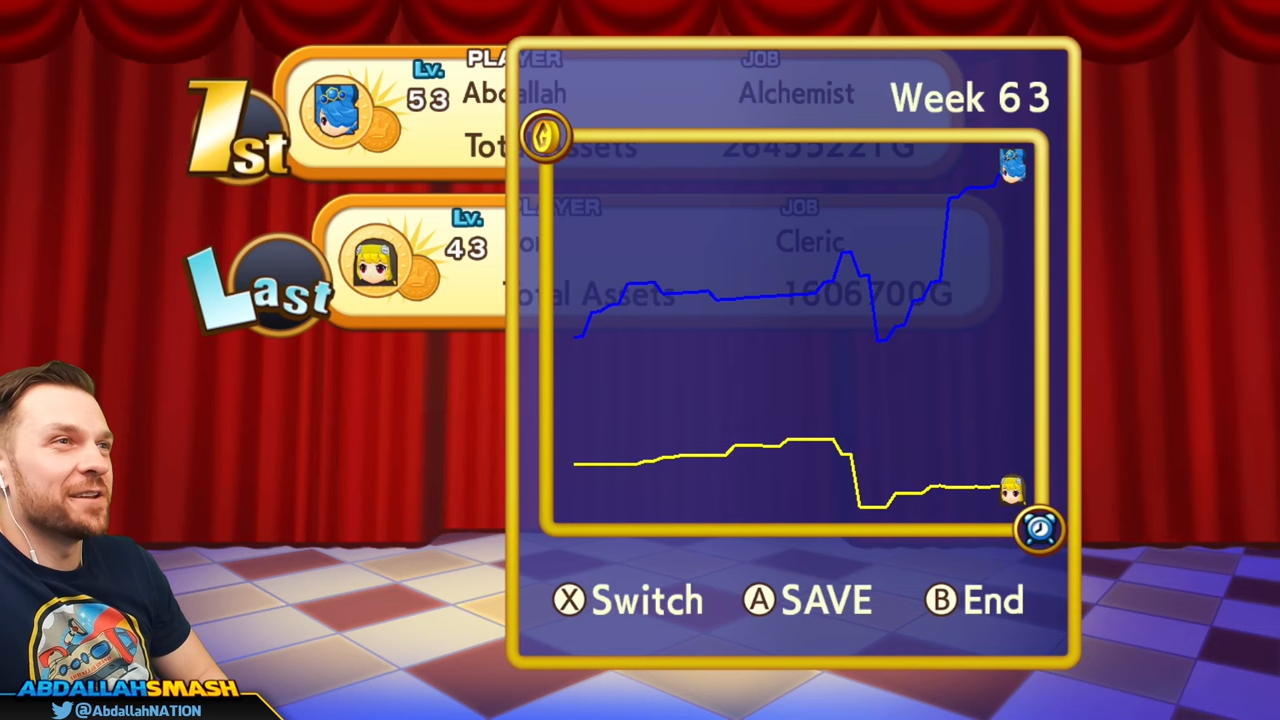 1st
Lv. 53
PLAYER
Abdallah
JOB
Alchemist
Total Assets
26455221G
Last
Lv. 43
PLAYER
JOB
Cleric
Total Assets
1606700G
Week 63
X Switch
A SAVE
B End
ABDALLAHSMASH
@AbdallahNATION